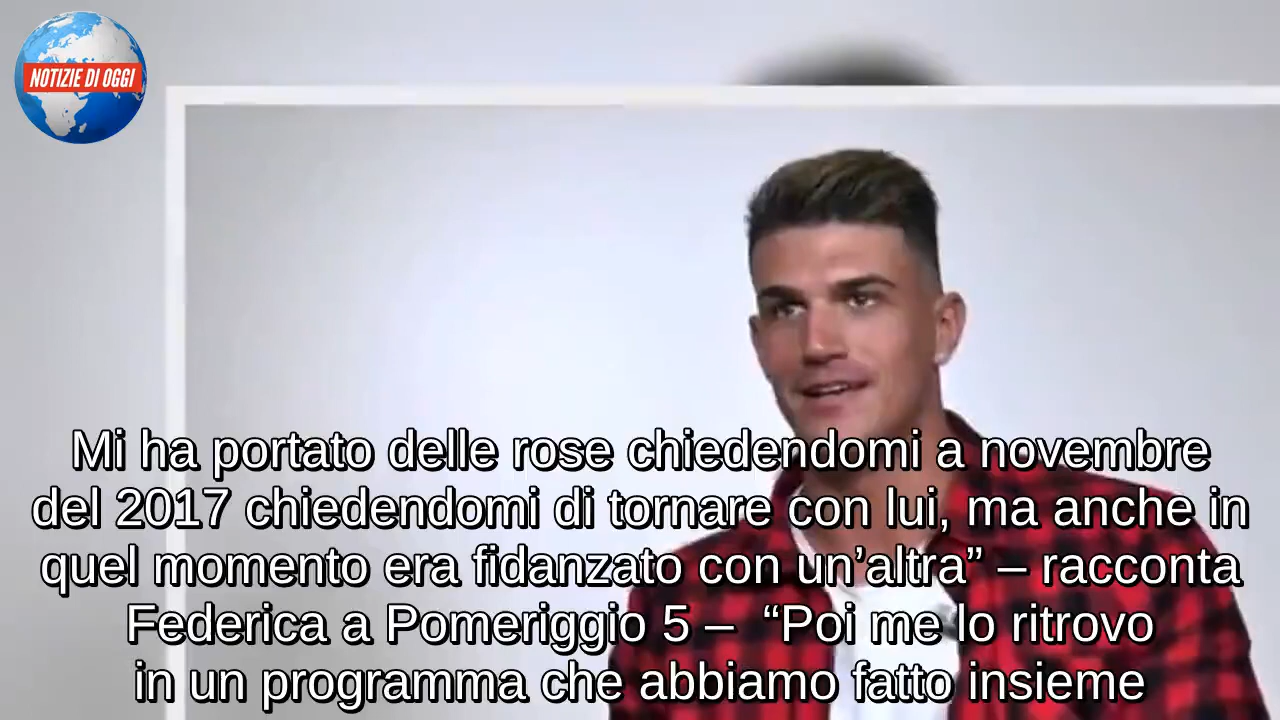 NOTIZIE DI OGGI
Mi ha portato delle rose chiedendomi a novembre
del 2017 chiedendomi di tornare con lui, ma anche in
quel momento era fidanzato con un’altra” – racconta
Federica a Pomeriggio 5 –  “Poi me lo ritrovo
in un programma che abbiamo fatto insieme